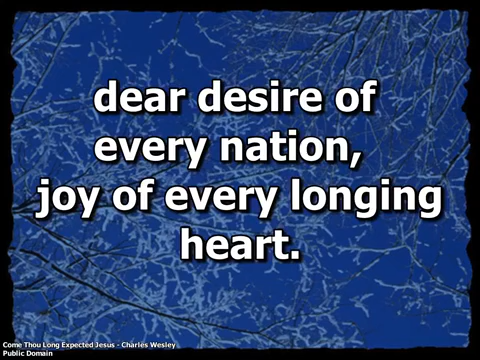 dear desire of
every nation,
joy of every longing
heart.
Come Thou Long Expected Jesus - Charles Wesley
Public Domain